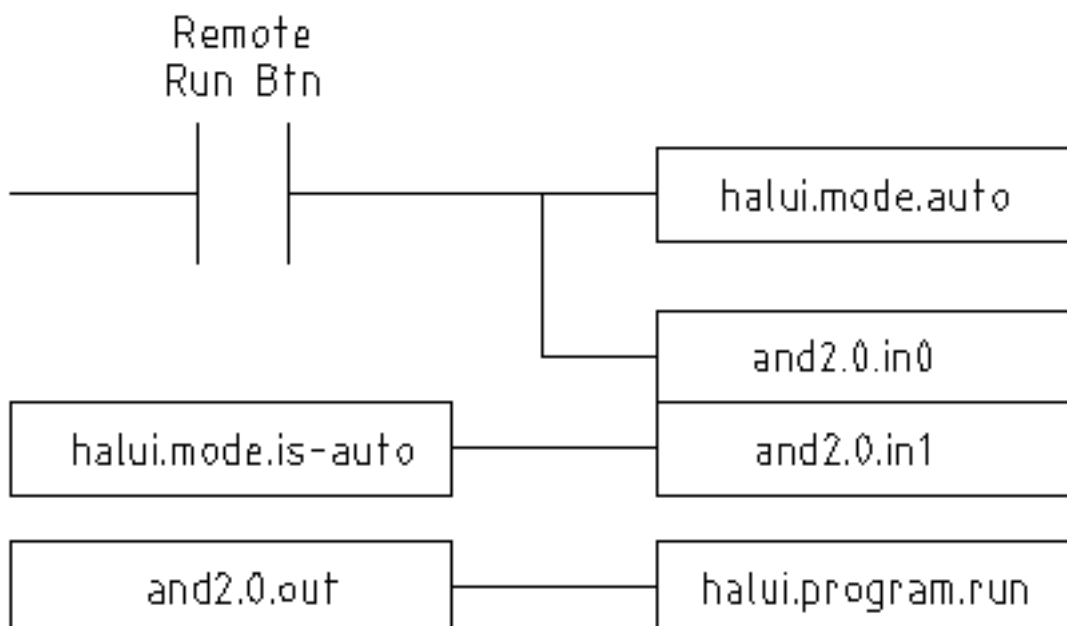 Remote
Run Btn
halui.mode.auto
and2.0.in0
halui.mode.is-auto
and2.0.in1
and2.0.out
halui.program.run